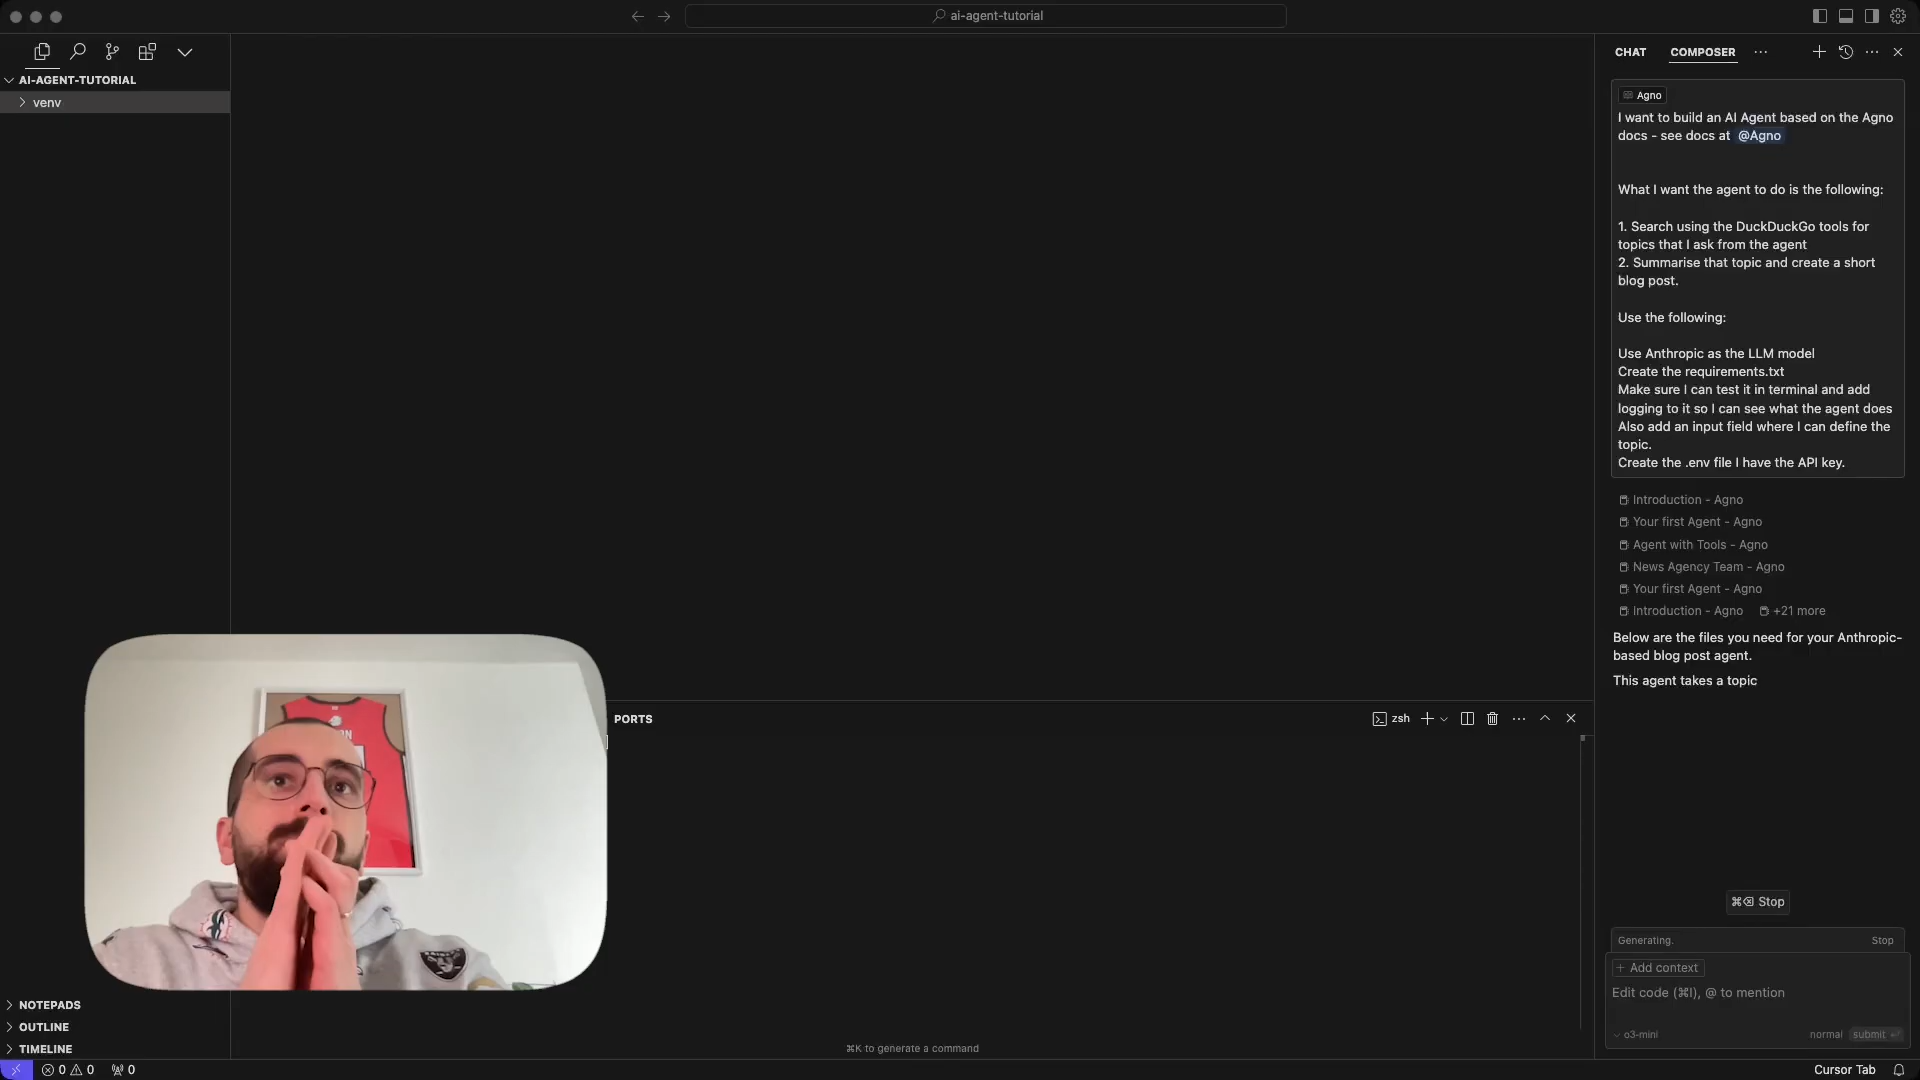 ai-agent-tutorial
AI-AGENT-TUTORIAL
venv
NOTEPADS
OUTLINE
TIMELINE
0 0 0
PORTS
zsh
⌘K to generate a command
CHAT COMPOSER
Agno
I want to build an AI Agent based on the Agno
docs - see docs at @Agno
What I want the agent to do is the following:
1. Search using the DuckDuckGo tools for
topics that I ask from the agent
2. Summarise that topic and create a short
blog post.
Use the following:
Use Anthropic as the LLM model
Create the requirements.txt
Make sure I can test it in terminal and add
logging to it so I can see what the agent does
Also add an input field where I can define the
topic.
Create the .env file I have the API key.
Introduction - Agno
Your first Agent - Agno
Agent with Tools - Agno
News Agency Team - Agno
Your first Agent - Agno
Introduction - Agno +21 more
Below are the files you need for your Anthropic-
based blog post agent.
This agent takes a topic
⌘⌫ Stop
Generating. Stop
+ Add context
Edit code (⌘I), @ to mention
o3-mini normal submit
Cursor Tab